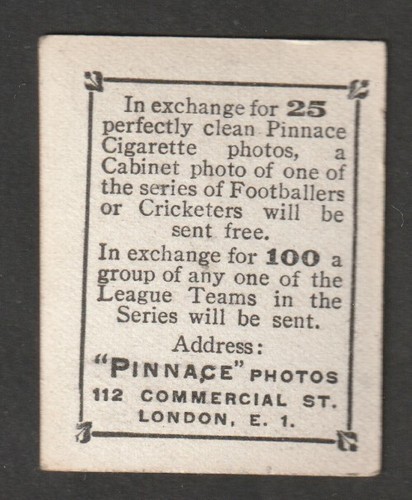 In exchange for 25
perfectly clean Pinnace
Cigarette photos, a
Cabinet photo of one of
the series of Footballers
or Cricketers will be
sent free.
In exchange for 100 a
group of any one of the
League Teams in the
Series will be sent.
Address:
"PINNACE" PHOTOS
112 COMMERCIAL ST.
LONDON, E. 1.